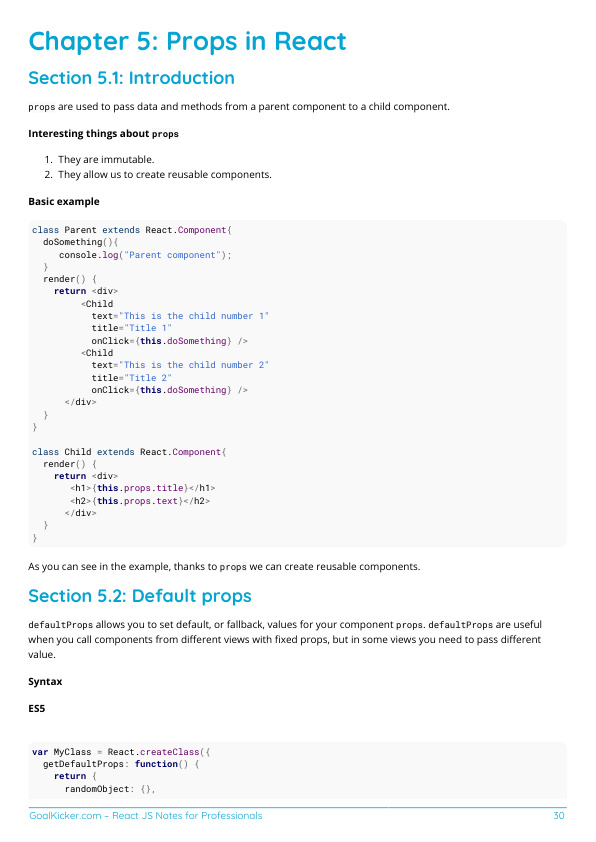 Chapter 5: Props in React
Section 5.1: Introduction
props are used to pass data and methods from a parent component to a child component.
Interesting things about props
1. They are immutable.
2. They allow us to create reusable components.
Basic example
class Parent extends React.Component{
  doSomething(){
     console.log("Parent component");
  }
  render() {
    return <div>
         <Child
           text="This is the child number 1"
           title="Title 1"
           onClick={this.doSomething} />
         <Child
           text="This is the child number 2"
           title="Title 2"
           onClick={this.doSomething} />
      </div>
  }
}
class Child extends React.Component{
  render() {
    return <div>
       <h1>{this.props.title}</h1>
       <h2>{this.props.text}</h2>
      </div>
  }
}
As you can see in the example, thanks to props we can create reusable components.
Section 5.2: Default props
defaultProps allows you to set default, or fallback, values for your component props. defaultProps are useful
when you call components from different views with fixed props, but in some views you need to pass different
value.
Syntax
ES5
var MyClass = React.createClass({
  getDefaultProps: function() {
    return {
      randomObject: {},
GoalKicker.com – React JS Notes for Professionals 30